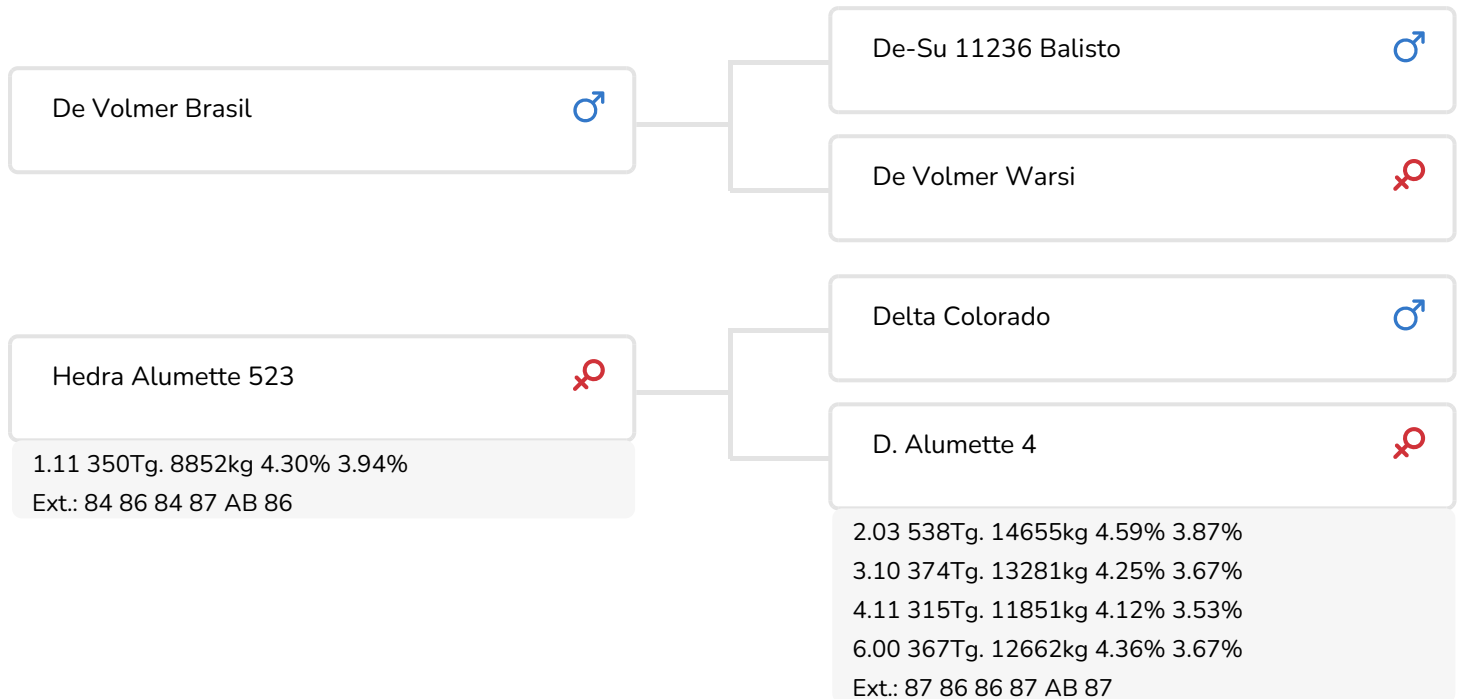 De Volmer Brasil
De-Su 11236 Balisto
De Volmer Warsi
Hedra Alumette 523
1.11 350Tg. 8852kg 4.30% 3.94%
Ext.: 84 86 84 87 AB 86
Delta Colorado
D. Alumette 4
2.03 538Tg. 14655kg 4.59% 3.87%
3.10 374Tg. 13281kg 4.25% 3.67%
4.11 315Tg. 11851kg 4.12% 3.53%
6.00 367Tg. 12662kg 4.36% 3.67%
Ext.: 87 86 86 87 AB 87